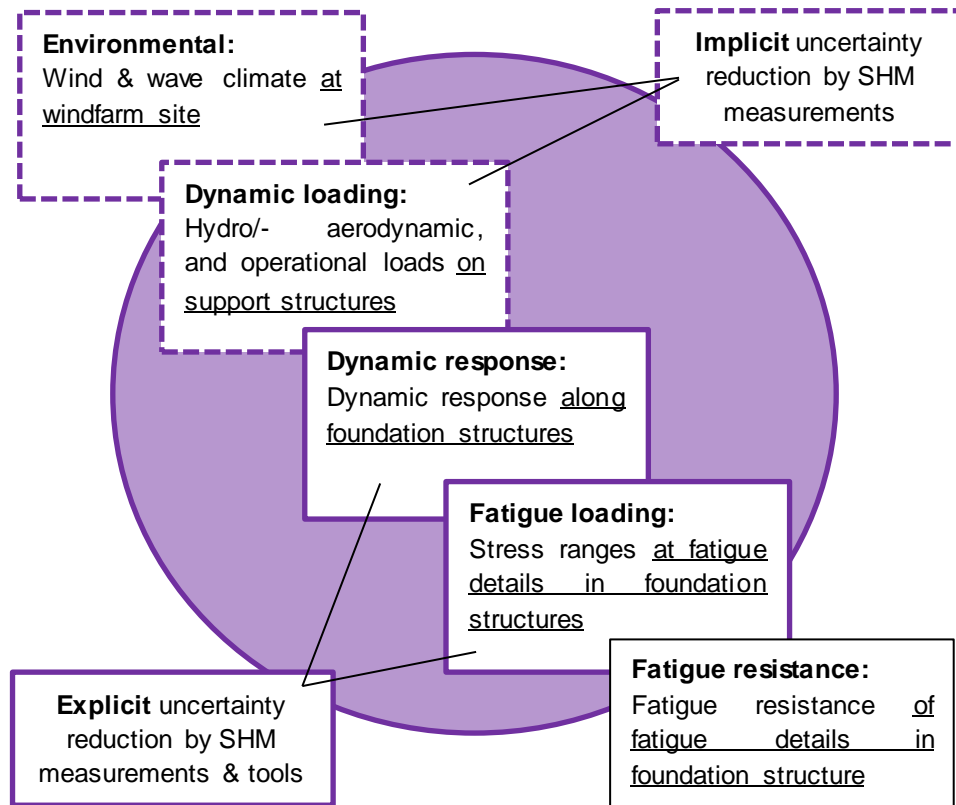 Environmental:
Wind & wave climate at
windfarm site
Implicit uncertainty
reduction by SHM
measurements
Dynamic loading:
Hydro/- aerodynamic,
and operational loads on
support structures
Dynamic response:
Dynamic response along
foundation structures
Fatigue loading:
Stress ranges at fatigue
details in foundation
structures
Explicit uncertainty
reduction by SHM
measurements & tools
Fatigue resistance:
Fatigue resistance of
fatigue details in
foundation structure